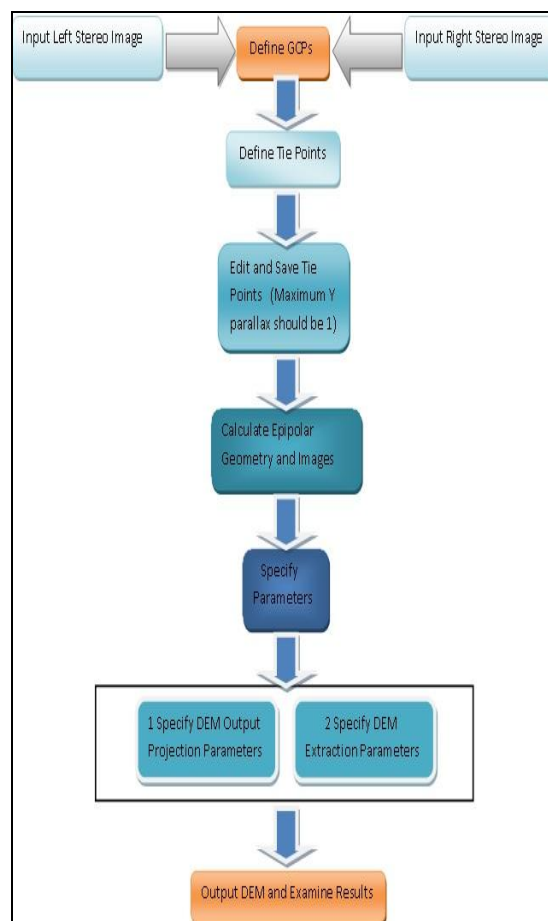 Input Left Stereo Image
Define GCPs
Input Right Stereo Image
Define Tie Points
Edit and Save Tie
Points (Maximum Y
parallax should be 1)
Calculate Epipolar
Geometry and Images
Specify
Parameters
1 Specify DEM Output
Projection Parameters
2 Specify DEM
Extraction Parameters
Output DEM and Examine Results